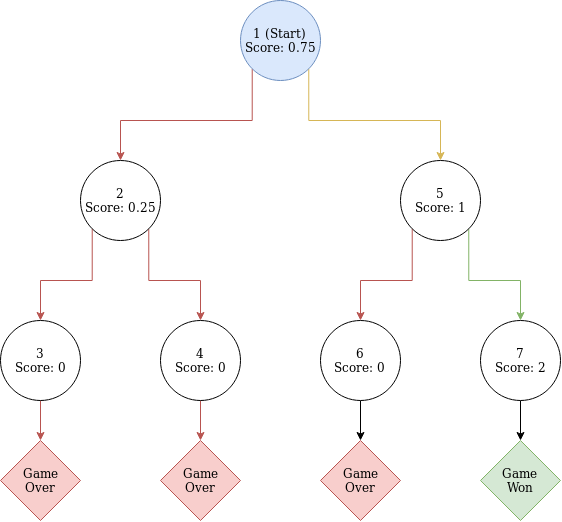 1 (Start)
Score: 0.75
2
Score: 0.25
5
Score: 1
3
Score: 0
4
Score: 0
6
Score: 0
7
Score: 2
Game
Over
Game
Over
Game
Over
Game
Won